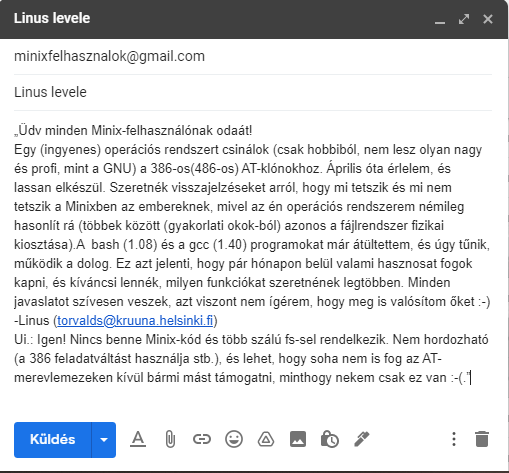 Linus levele
minixfelhasznalok@gmail.com
Linus levele
„Üdv minden Minix-felhasználónak odaát!
Egy (ingyenes) operációs rendszert csinálok (csak hobbiból, nem lesz olyan nagy
és profi, mint a GNU) a 386-os(486-os) AT-klónokhoz. Április óta érlelem, és
lassan elkészül. Szeretnék visszajelzéseket arról, hogy mi tetszik és mi nem
tetszik a Minixben az embereknek, mivel az én operációs rendszerem némileg
hasonlít rá (többek között (gyakorlati okok-ból) azonos a fájlrendszer fizikai
kiosztása).A  bash (1.08) és a gcc (1.40) programokat már átültettem, és úgy tűnik,
működik a dolog. Ez azt jelenti, hogy pár hónapon belül valami hasznosat fogok
kapni, és kíváncsi lennék, milyen funkciókat szeretnének legtöbben. Minden
javaslatot szívesen veszek, azt viszont nem ígérem, hogy meg is valósítom őket :-)
-Linus (torvalds@kruuna.helsinki.fi)
Ui.: Igen! Nincs benne Minix-kód és több szálú fs-sel rendelkezik. Nem hordozható
(a 386 feladatváltást használja stb.), és lehet, hogy soha nem is fog az AT-
merevlemezeken kívül bármi mást támogatni, minthogy nekem csak ez van :-(.”
Küldés